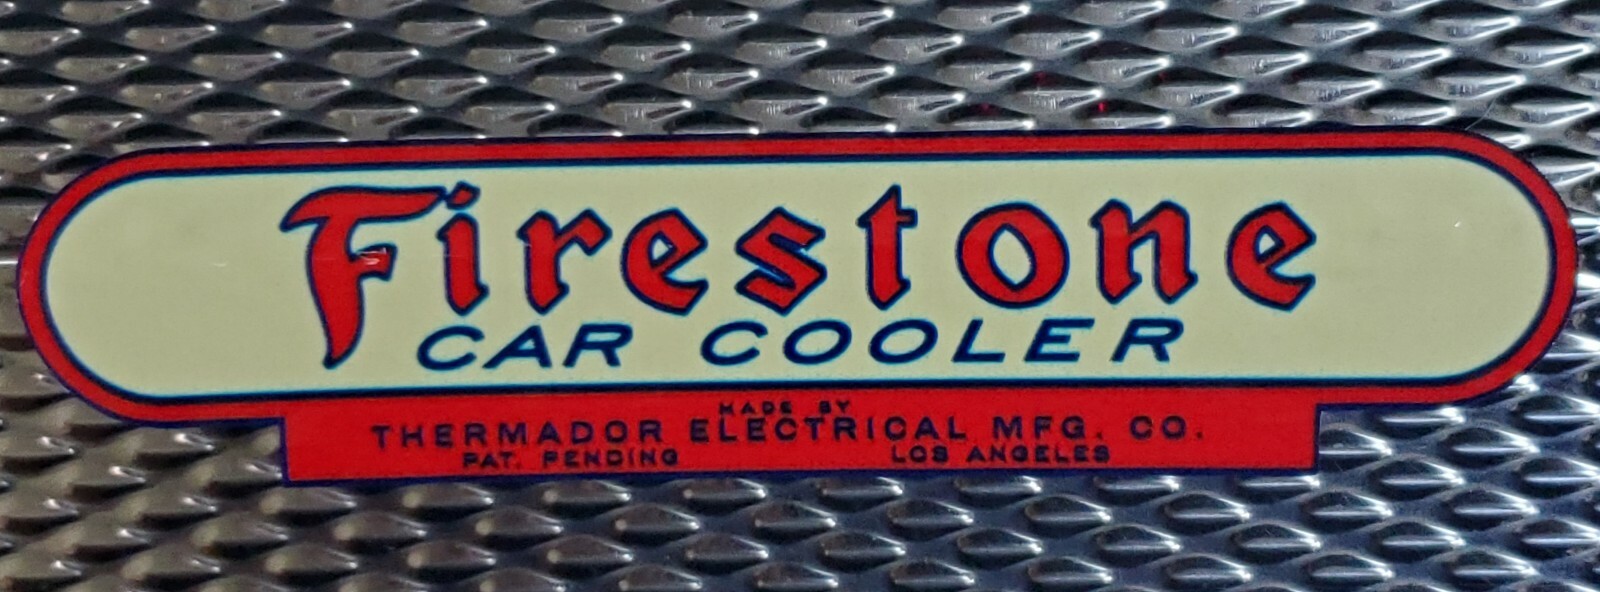 Firestone
CAR COOLER
MADE BY
THERMADOR ELECTRICAL MFG. CO.
PAT. PENDING LOS ANGELES